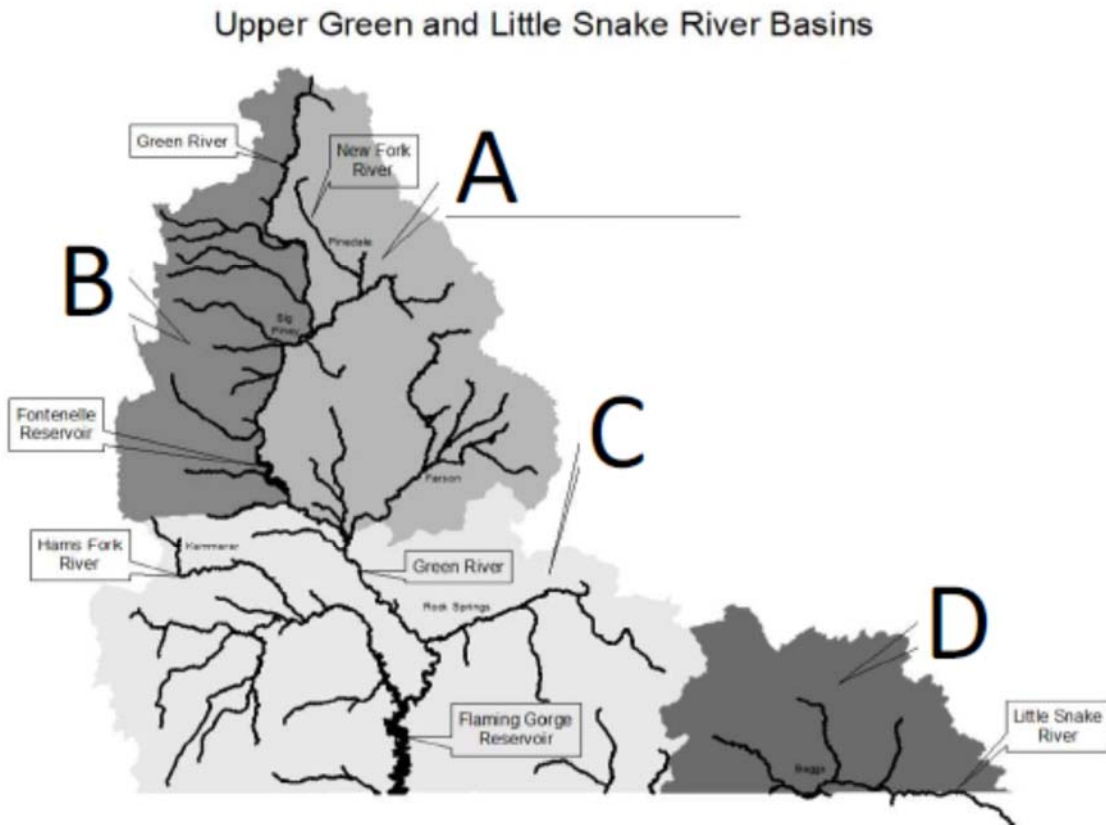 Upper Green and Little Snake River Basins
Green River
New Fork
River
A
Pinedale
B
Big
Piney
Fontenelle
Reservoir
C
Farson
Hams Fork
River
Kemmerer
Green River
Rock Springs
D
Flaming Gorge
Reservoir
Little Snake
River
Baggs